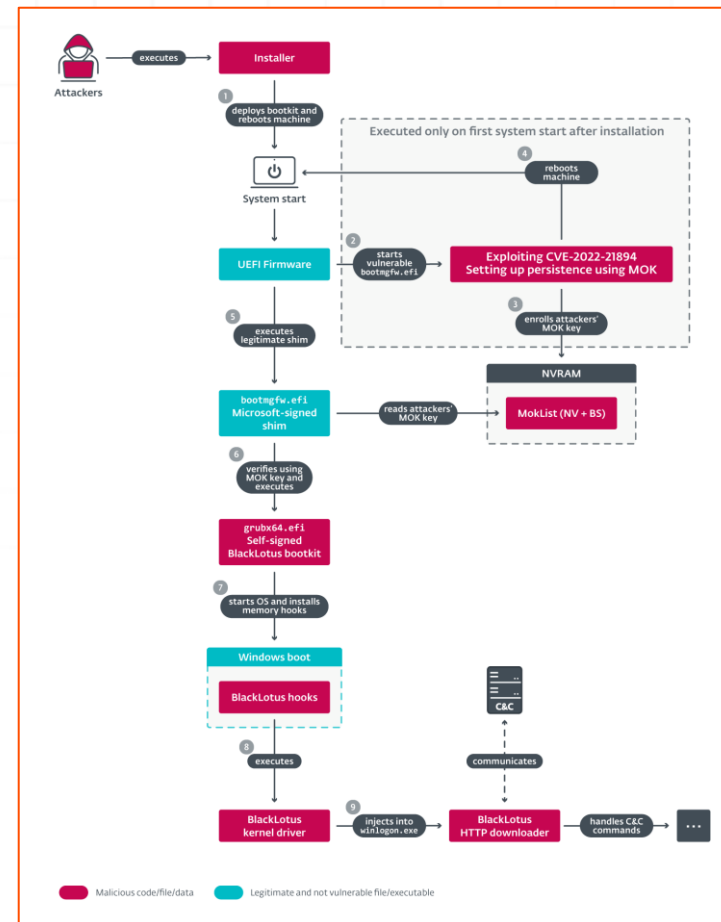 executes
Installer
Attackers
1
deploys bootkit and
reboots machine
Executed only on first system start after installation
4
reboots
machine
System start
2
UEFI Firmware
starts
vulnerable
bootmgfw.efi
Exploiting CVE-2022-21894
Setting up persistence using MOK
3
enrolls attackers'
MOK key
5
executes
legitimate shim
NVRAM
bootmgfw.efi
Microsoft-signed
shim
reads attackers'
MOK key
MokList (NV + BS)
6
verifies using
MOK key and
executes
grubx64.efi
Self-signed
BlackLotus bootkit
7
starts OS and installs
memory hooks
Windows boot
BlackLotus hooks
C&C
8
executes
communicates
BlackLotus
kernel driver
9
injects into
winlogon.exe
BlackLotus
HTTP downloader
handles C&C
commands
...
Malicious code/file/data
Legitimate and not vulnerable file/executable